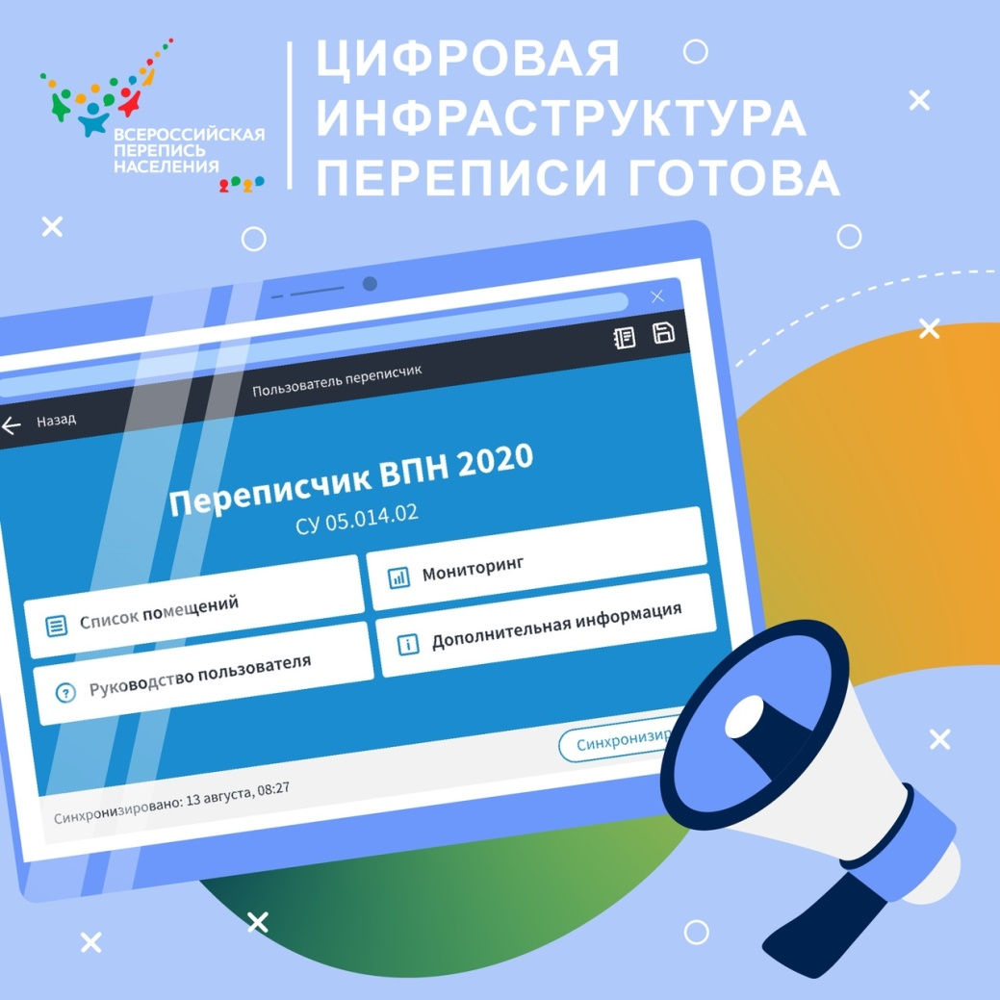 ВСЕРОССИЙСКАЯ
ПЕРЕПИСЬ
НАСЕЛЕНИЯ
2020
ЦИФРОВАЯ
ИНФРАСТРУКТУРА
ПЕРЕПИСИ ГОТОВА
Назад
Пользователь переписчик
Переписчик ВПН 2020
СУ 05.014.02
Список помещений
Мониторинг
Руководство пользователя
Дополнительная информация
Синхронизировано: 13 августа, 08:27
Синхронизир